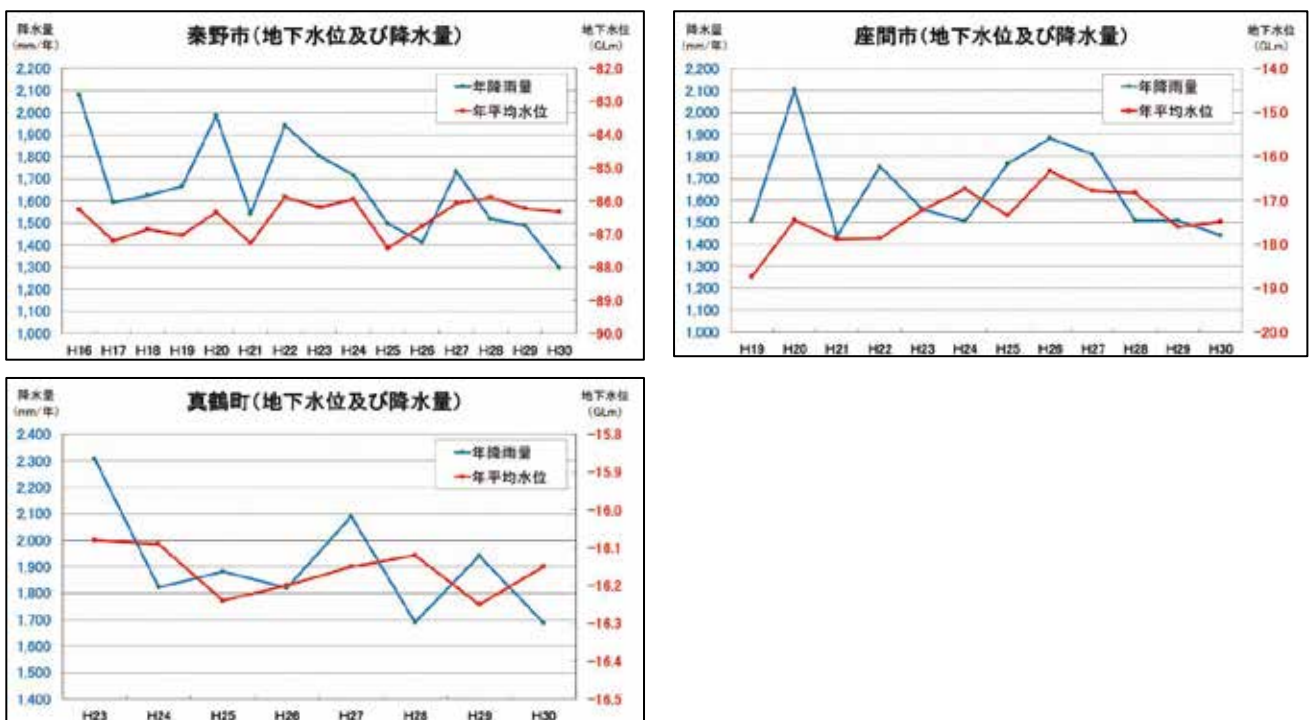 降水量
(mm/年)
秦野市(地下水位及び降水量)
地下水位
(GLm)
2,200
2,100
2,000
1,900
1,800
1,700
1,600
1,500
1,400
1,300
1,200
1,100
1,000
年降雨量
年平均水位
-82.0
-83.0
-84.0
-85.0
-86.0
-87.0
-88.0
-89.0
-90.0
H16 H17 H18 H19 H20 H21 H22 H23 H24 H25 H26 H27 H28 H29 H30
降水量
(mm/年)
座間市(地下水位及び降水量)
地下水位
(GLm)
2,200
2,100
2,000
1,900
1,800
1,700
1,600
1,500
1,400
1,300
1,200
1,100
1,000
年降雨量
年平均水位
-14.0
-15.0
-16.0
-17.0
-18.0
-19.0
-20.0
H19 H20 H21 H22 H23 H24 H25 H26 H27 H28 H29 H30
降水量
(mm/年)
真鶴町(地下水位及び降水量)
地下水位
(GLm)
2,400
2,300
2,200
2,100
2,000
1,900
1,800
1,700
1,600
1,500
1,400
年降雨量
年平均水位
-15.8
-15.9
-16.0
-16.1
-16.2
-16.3
-16.4
-16.5
H23 H24 H25 H26 H27 H28 H29 H30